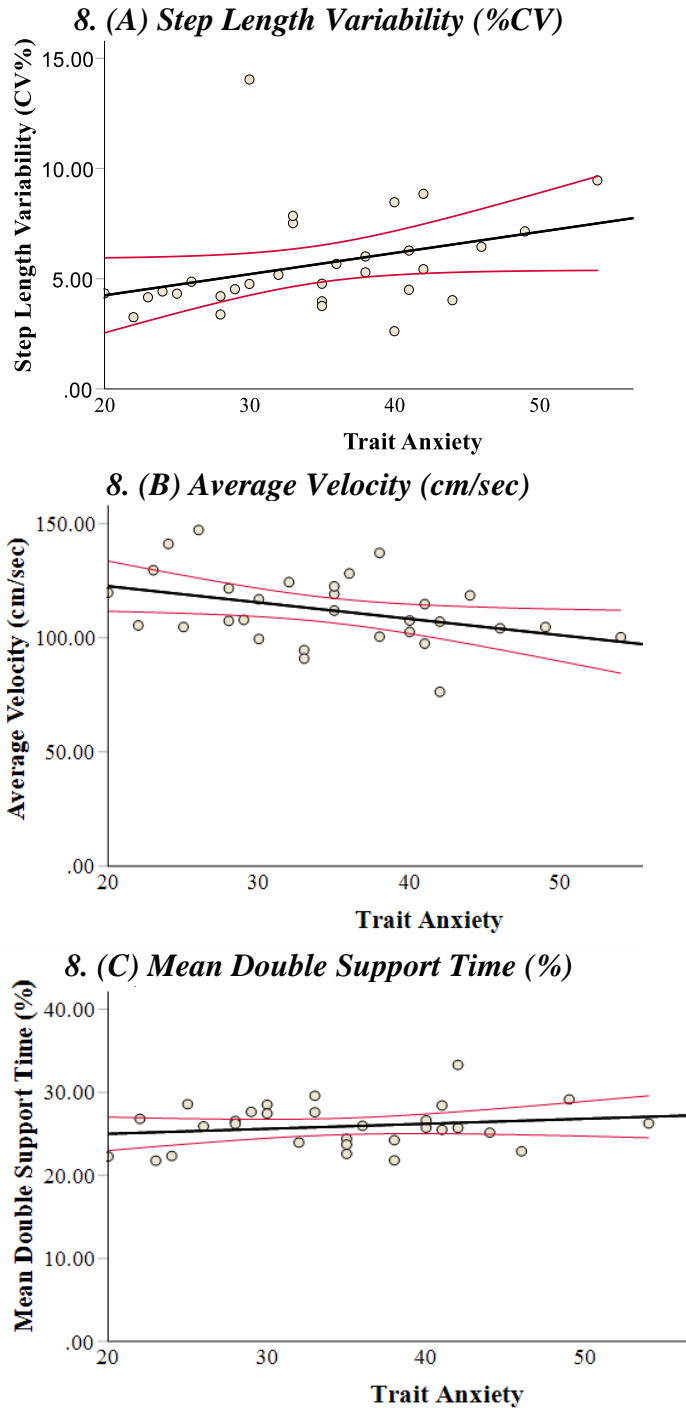 8. (A) Step Length Variability (%CV)
Step Length Variability (CV%)
15.00
10.00
5.00
.00
20 30 40 50
Trait Anxiety
8. (B) Average Velocity (cm/sec)
Average Velocity (cm/sec)
150.00
100.00
50.00
.00
20 30 40 50
Trait Anxiety
8. (C) Mean Double Support Time (%)
Mean Double Support Time (%)
40.00
30.00
20.00
10.00
.00
20 30 40 50
Trait Anxiety